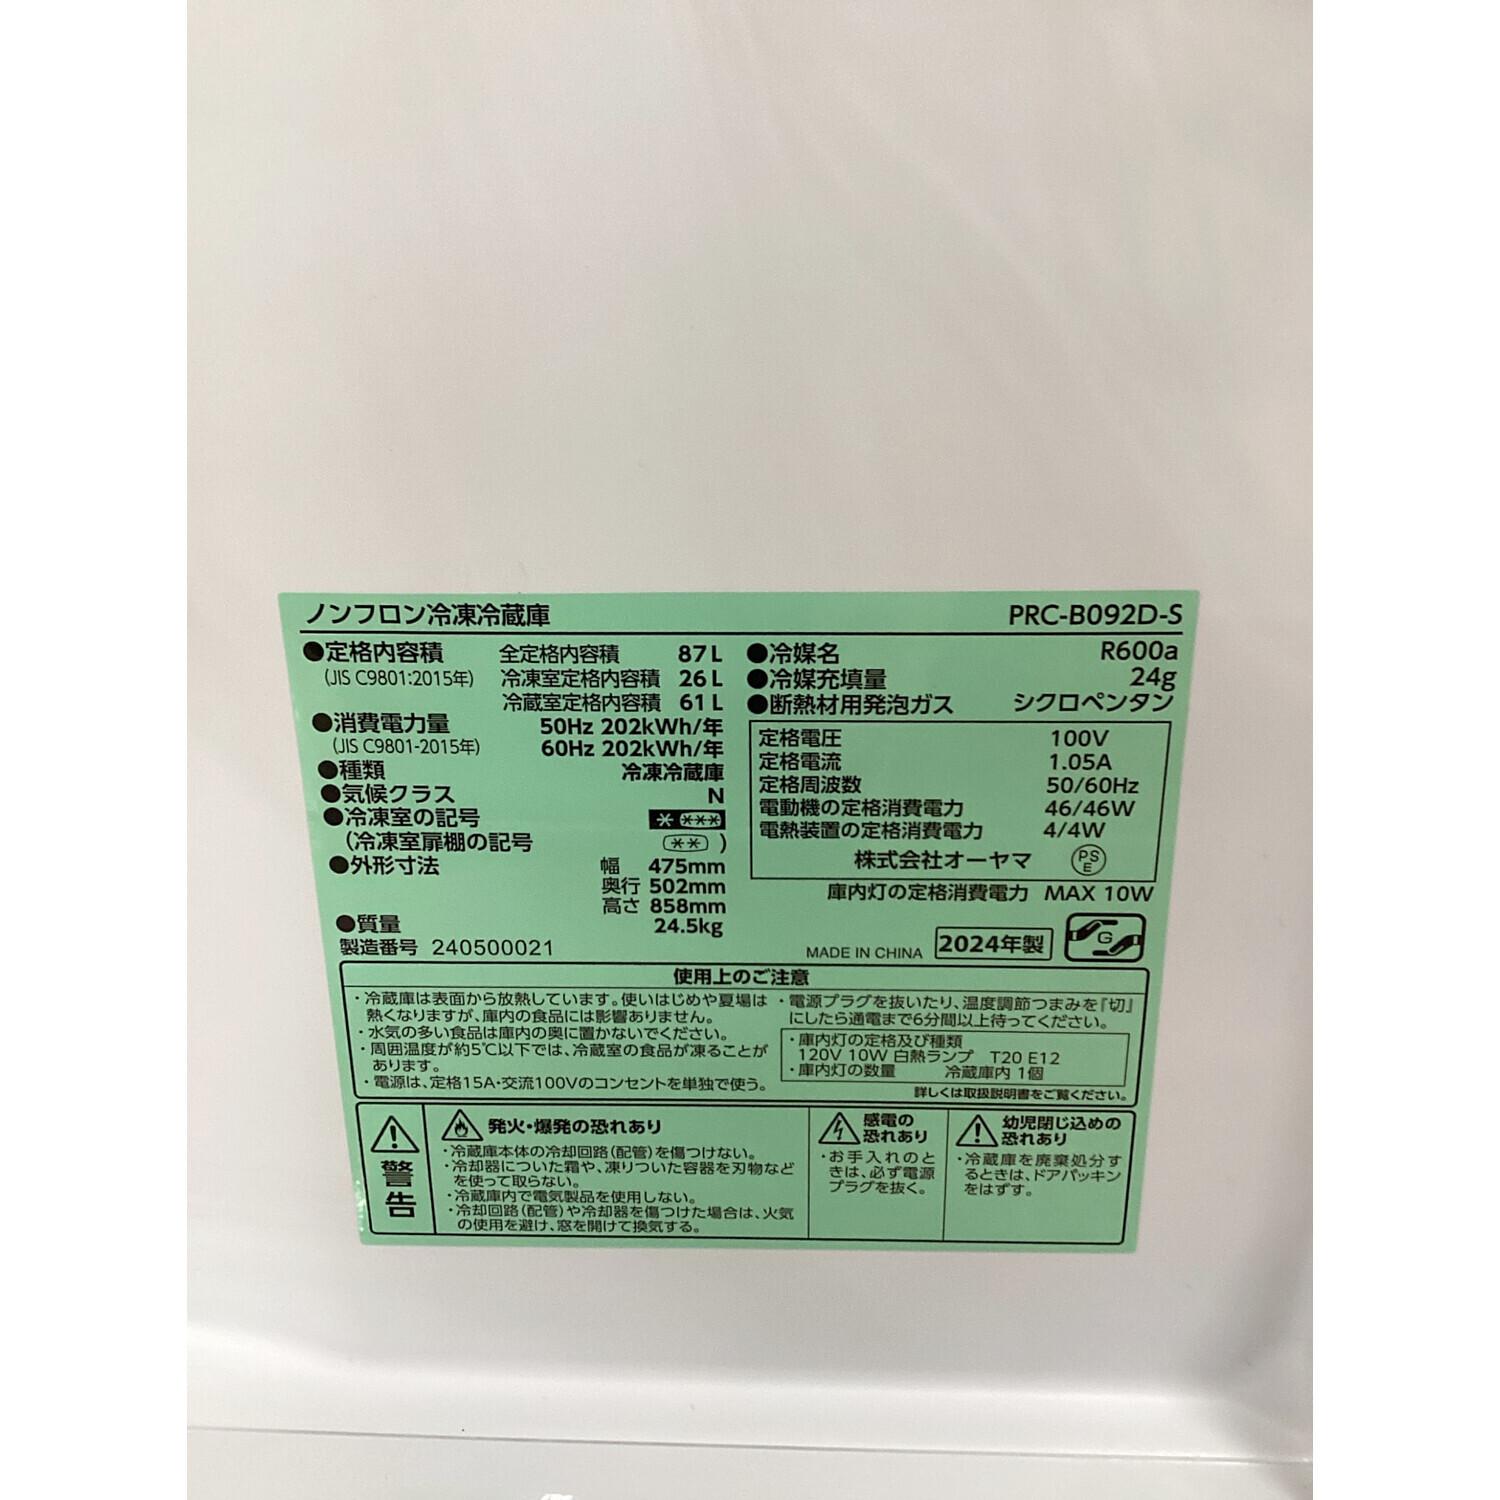 ノンフロン冷凍冷蔵庫 PRC-B092D-S
●定格内容積 全定格内容積 87L
(JIS C9801:2015年) 冷凍室定格内容積 26L
冷蔵室定格内容積 61L
●消費電力量 50Hz 202kWh/年
(JIS C9801-2015年) 60Hz 202kWh/年
●種類 冷凍冷蔵庫
●気候クラス N
●冷凍室の記号
(冷凍室扉棚の記号 )
●外形寸法 幅 475mm
奥行 502mm
高さ 858mm
●質量 24.5kg
製造番号 240500021
●冷媒名 R600a
●冷媒充填量 24g
●断熱材用発泡ガス シクロペンタン
定格電圧 100V
定格電流 1.05A
定格周波数 50/60Hz
電動機の定格消費電力 46/46W
電熱装置の定格消費電力 4/4W
株式会社オーヤマ PSE
庫内灯の定格消費電力 MAX 10W
MADE IN CHINA 2024年製 G
使用上のご注意
・冷蔵庫は表面から放熱しています。使いはじめや夏場は
熱くなりますが、庫内の食品には影響ありません。
・水気の多い食品は庫内の奥に置かないでください。
・周囲温度が約5℃以下では、冷蔵室の食品が凍ることが
あります。
・電源は、定格15A・交流100Vのコンセントを単独で使う。
・電源プラグを抜いたり、温度調節つまみを『切』
にしたら通電まで6分間以上待ってください。
・庫内灯の定格及び種類
120V 10W 白熱ランプ T20 E12
・庫内灯の数量 冷蔵庫内 1個
詳しくは取扱説明書をご覧ください。
警告
発火・爆発の恐れあり
・冷蔵庫本体の冷却回路(配管)を傷つけない。
・冷却器についた霜や、凍りついた容器を刃物など
を使って取らない。
・冷蔵庫内で電気製品を使用しない。
・冷却回路(配管)や冷却器を傷つけた場合は、火気
の使用を避け、窓を開けて換気する。
感電の
恐れあり
・お手入れのと
きは、必ず電源
プラグを抜く。
幼児閉じ込めの
恐れあり
・冷蔵庫を廃棄処分す
るときは、ドアパッキン
をはずす。